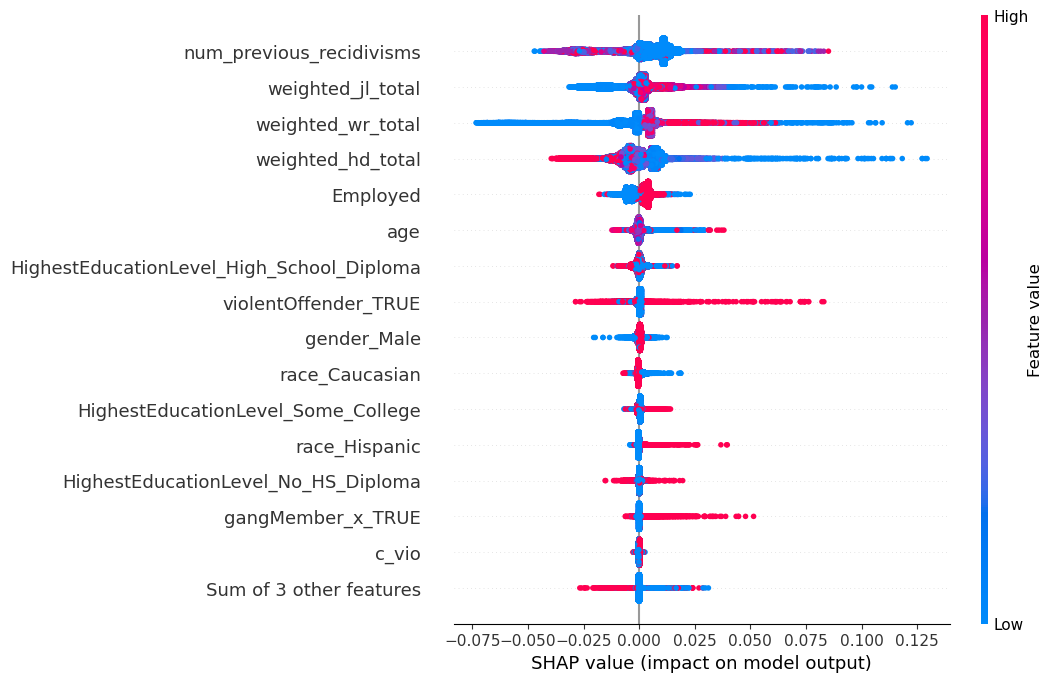 High
num_previous_recidivisms
weighted_jl_total
weighted_wr_total
weighted_hd_total
Employed
age
HighestEducationLevel_High_School_Diploma
violentOffender_TRUE
gender_Male
race_Caucasian
HighestEducationLevel_Some_College
race_Hispanic
HighestEducationLevel_No_HS_Diploma
gangMember_x_TRUE
c_vio
Sum of 3 other features
Feature value
Low
−0.075 −0.050 −0.025 0.000 0.025 0.050 0.075 0.100 0.125
SHAP value (impact on model output)